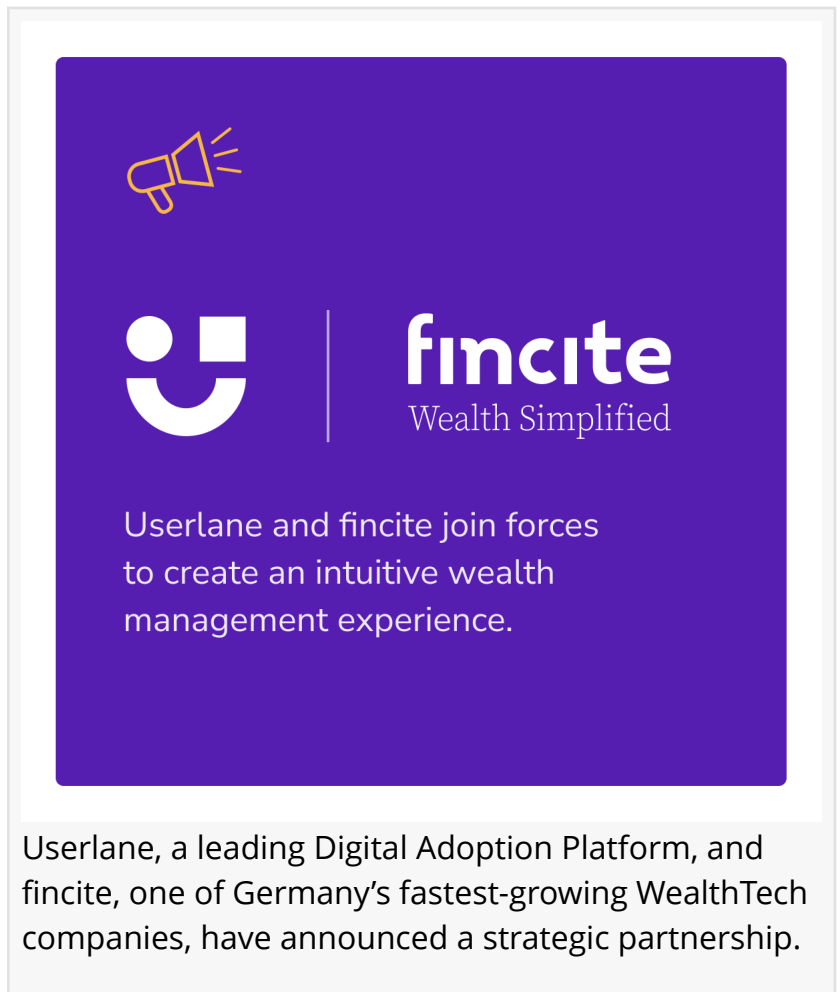 fincite
Wealth Simplified
Userlane and fincite join forces
to create an intuitive wealth
management experience.
Userlane, a leading Digital Adoption Platform, and
fincite, one of Germany’s fastest-growing WealthTech
companies, have announced a strategic partnership.